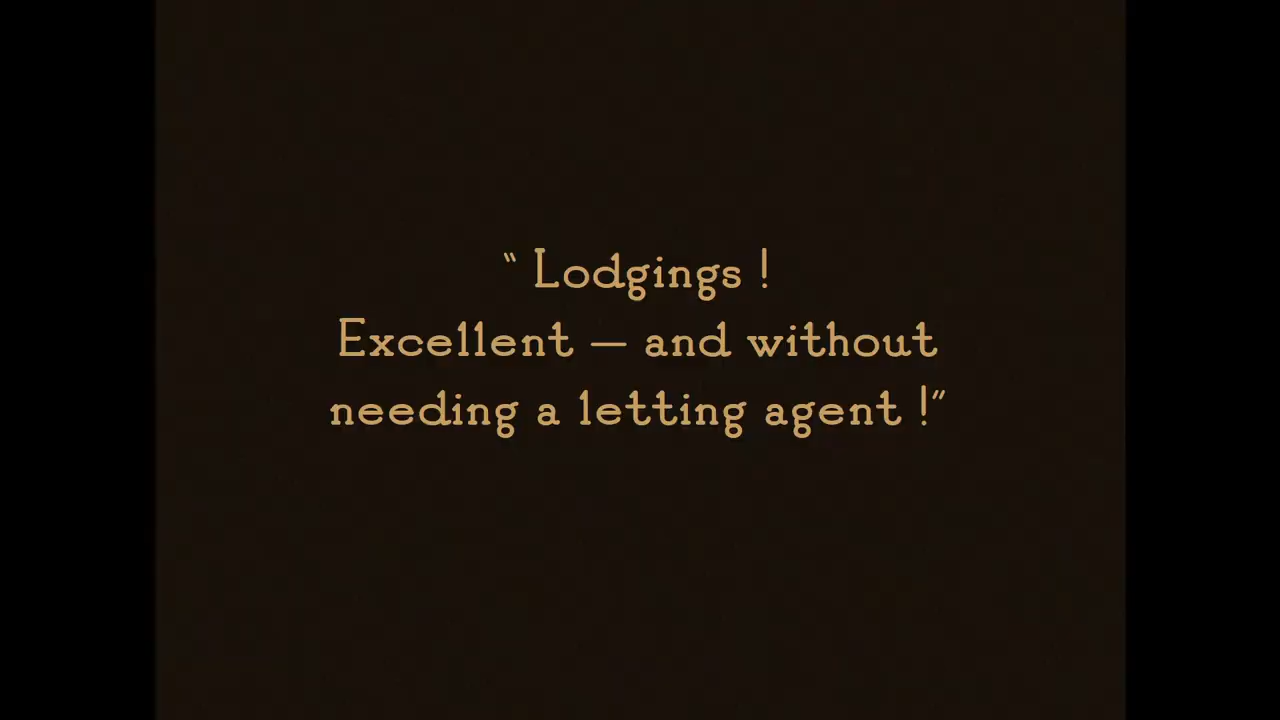 “ Lodgings !
Excellent — and without
needing a letting agent !”